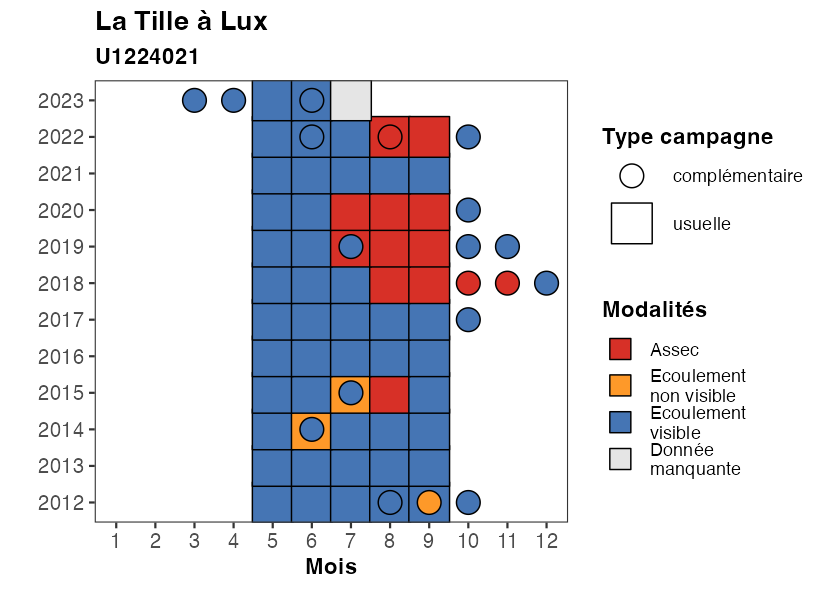 La Tille à Lux
U1224021
2023
2022
2021
2020
2019
2018
2017
2016
2015
2014
2013
2012
1 2 3 4 5 6 7 8 9 10 11 12
Mois
Type campagne
complémentaire
usuelle
Modalités
Assec
Ecoulement
non visible
Ecoulement
visible
Donnée
manquante